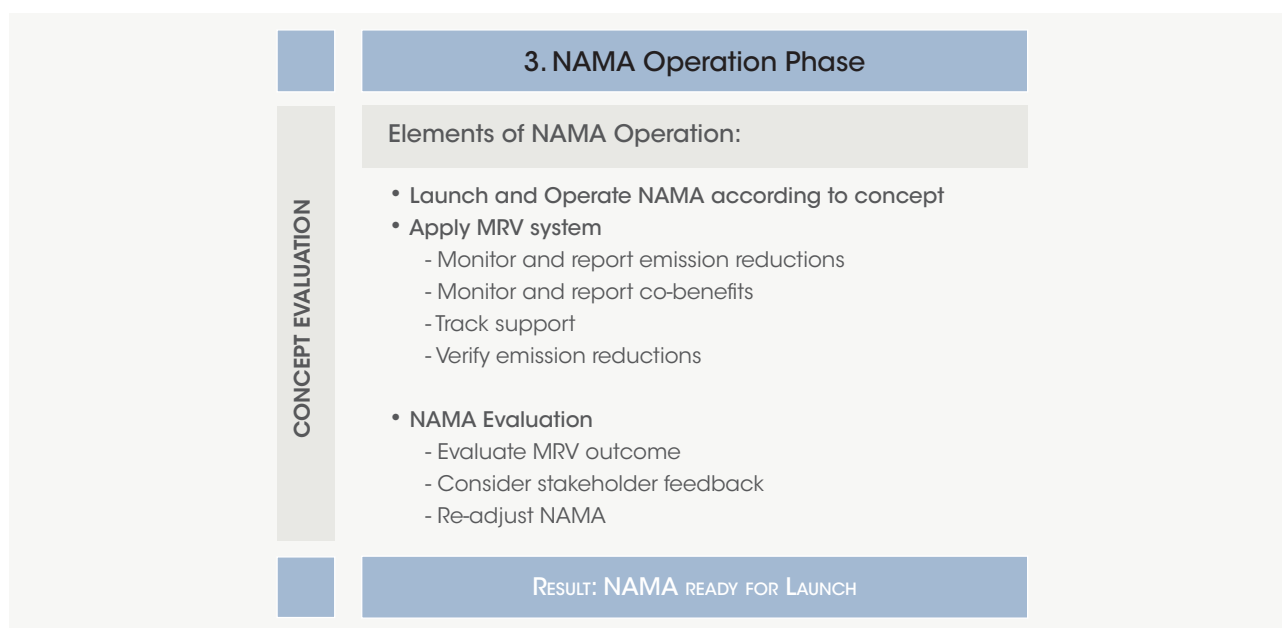 3. NAMA Operation Phase
Elements of NAMA Operation:
CONCEPT EVALUATION
• Launch and Operate NAMA according to concept
• Apply MRV system
- Monitor and report emission reductions
- Monitor and report co-benefits
- Track support
- Verify emission reductions
• NAMA Evaluation
- Evaluate MRV outcome
- Consider stakeholder feedback
- Re-adjust NAMA
RESULT: NAMA READY FOR LAUNCH